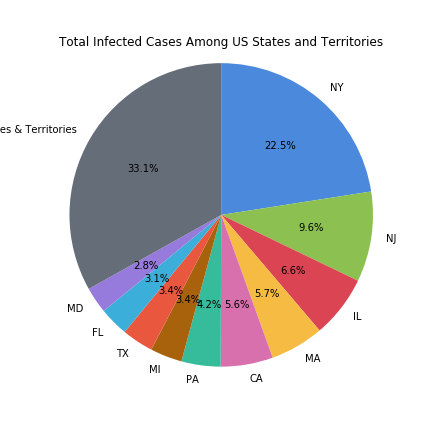 Total Infected Cases Among US States and Territories
NY
es & Territories
33.1%
22.5%
9.6%
NJ
6.6%
2.8%
3.1%
3.4%
3.4%
4.2%
5.6%
5.7%
MD
FL
IL
TX
MA
MI
PA
CA